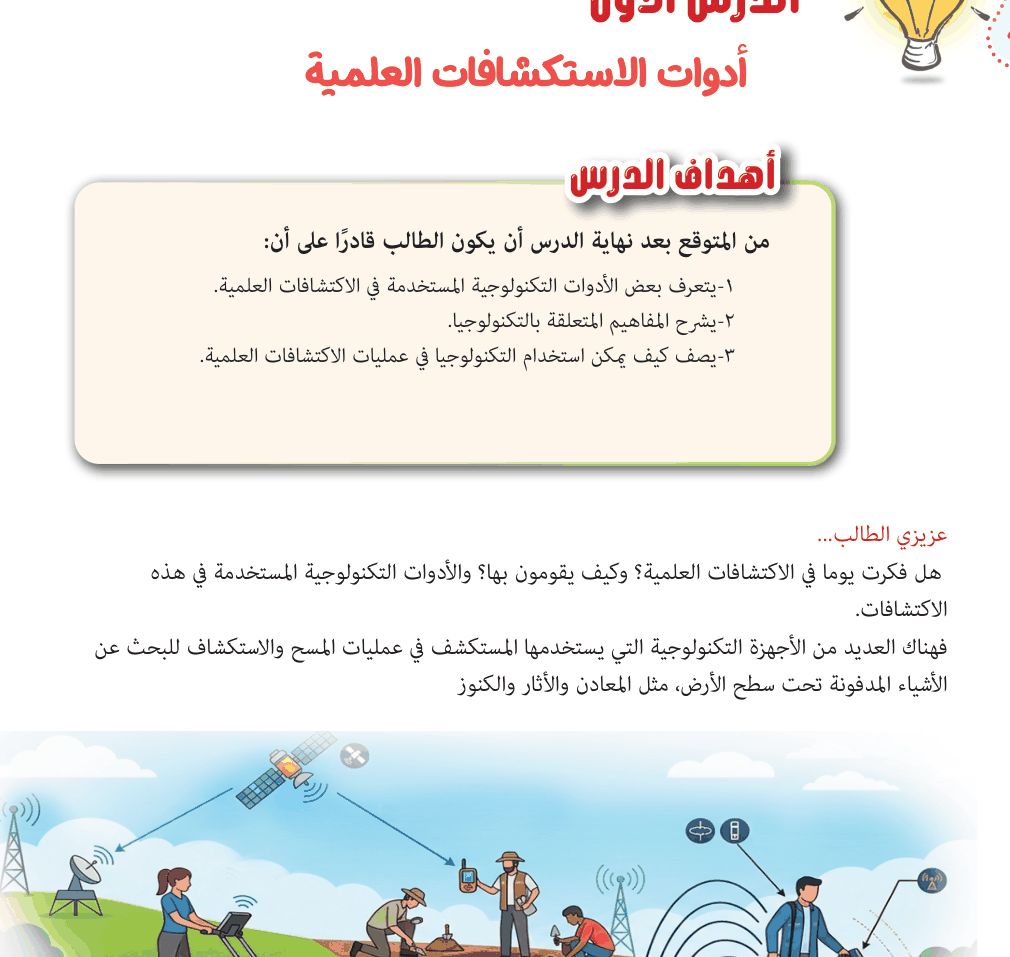 الدرس الأول
أدوات الاستكشافات العلمية
أهداف الدرس
من المتوقع بعد نهاية الدرس أن يكون الطالب قادرًا على أن:
١-يتعرف بعض الأدوات التكنولوجية المستخدمة في الاكتشافات العلمية.
٢-يشرح المفاهيم المتعلقة بالتكنولوجيا.
٣-يصف كيف يمكن استخدام التكنولوجيا في عمليات الاكتشافات العلمية.
عزيزي الطالب...
هل فكرت يوما في الاكتشافات العلمية؟ وكيف يقومون بها؟ والأدوات التكنولوجية المستخدمة في هذه
الاكتشافات.
فهناك العديد من الأجهزة التكنولوجية التي يستخدمها المستكشف في عمليات المسح والاستكشاف للبحث عن
الأشياء المدفونة تحت سطح الأرض، مثل المعادن والأثار والكنوز